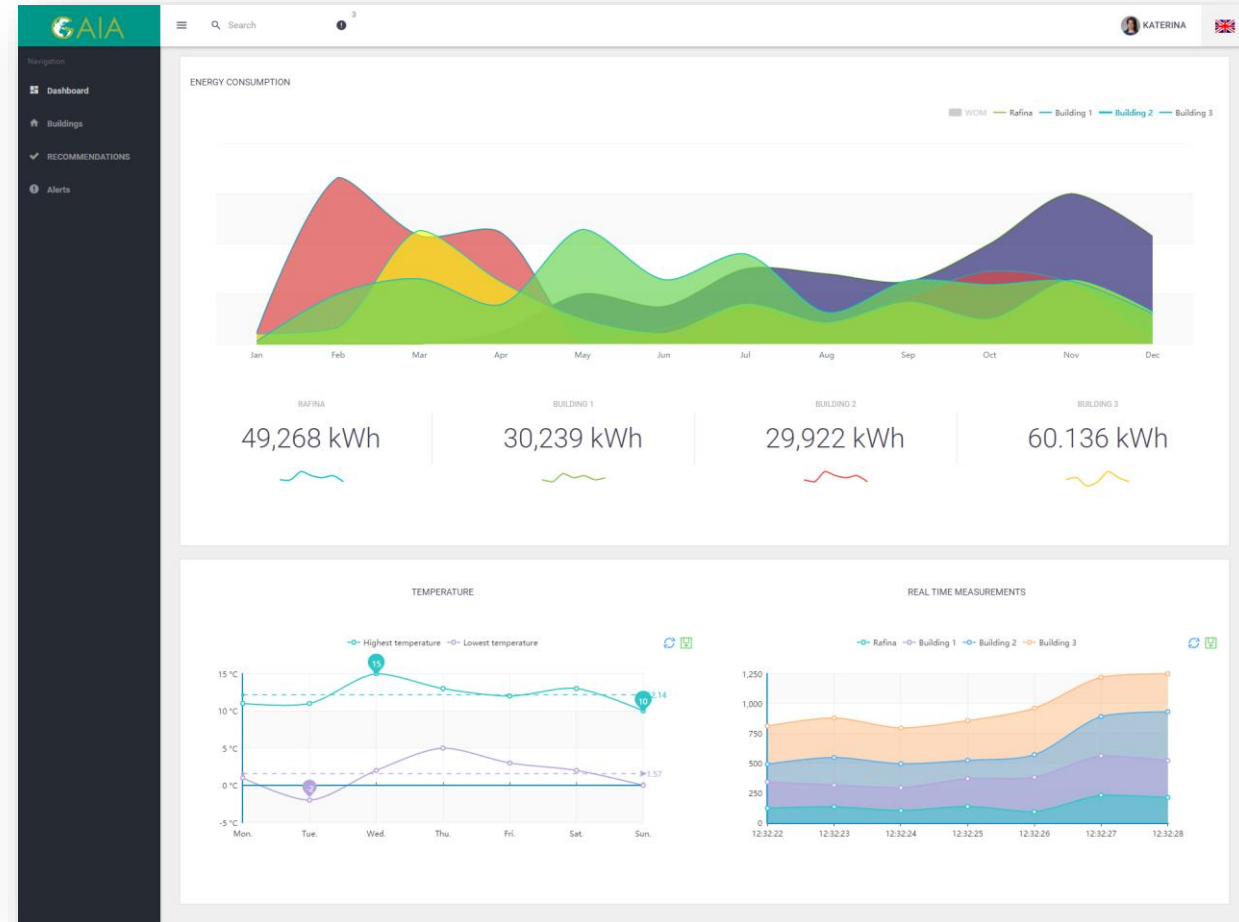 GAIA
Search
3
KATERINA
Navigation
Dashboard
Buildings
RECOMMENDATIONS
Alerts
ENERGY CONSUMPTION
WOM Rafina Building 1 Building 2 Building 3
Jan Feb Mar Apr May Jun Jul Aug Sep Oct Nov Dec
RAFINA BUILDING 1 BUILDING 2 BUILDING 3
49,268 kWh 30,239 kWh 29,922 kWh 60.136 kWh
TEMPERATURE
Highest temperature Lowest temperature
15 °C
10 °C
5 °C
0 °C
-5 °C
15
10
2.14
1.57
Mon. Tue. Wed. Thu. Fri. Sat. Sun.
REAL TIME MEASUREMENTS
Rafina Building 1 Building 2 Building 3
1,250
1,000
750
500
250
0
12:32:22 12:32:23 12:32:24 12:32:25 12:32:26 12:32:27 12:32:28